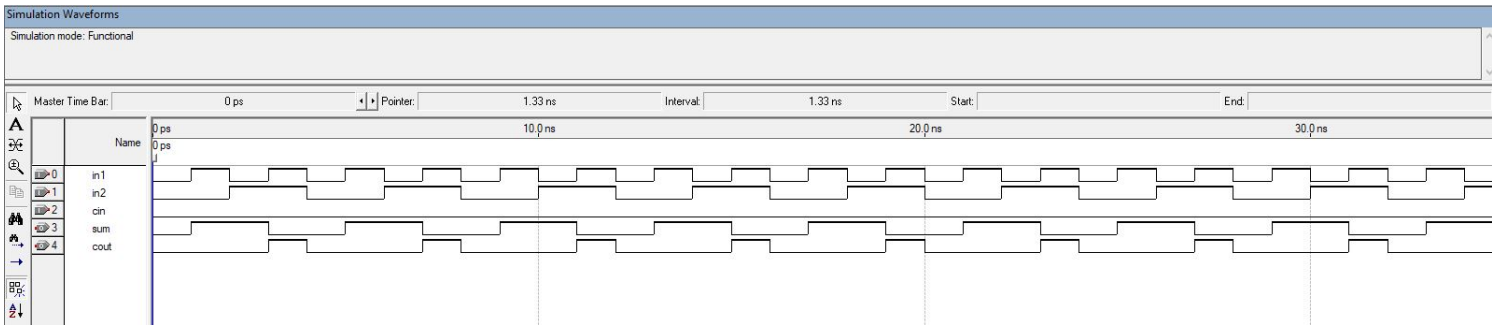 Simulation Waveforms
Simulation mode: Functional
Master Time Bar: 0 ps Pointer: 1.33 ns Interval: 1.33 ns Start: End:
Name
0 ps 10.0 ns 20.0 ns 30.0 ns
0 ps
0 in1
1 in2
2 cin
3 sum
4 cout